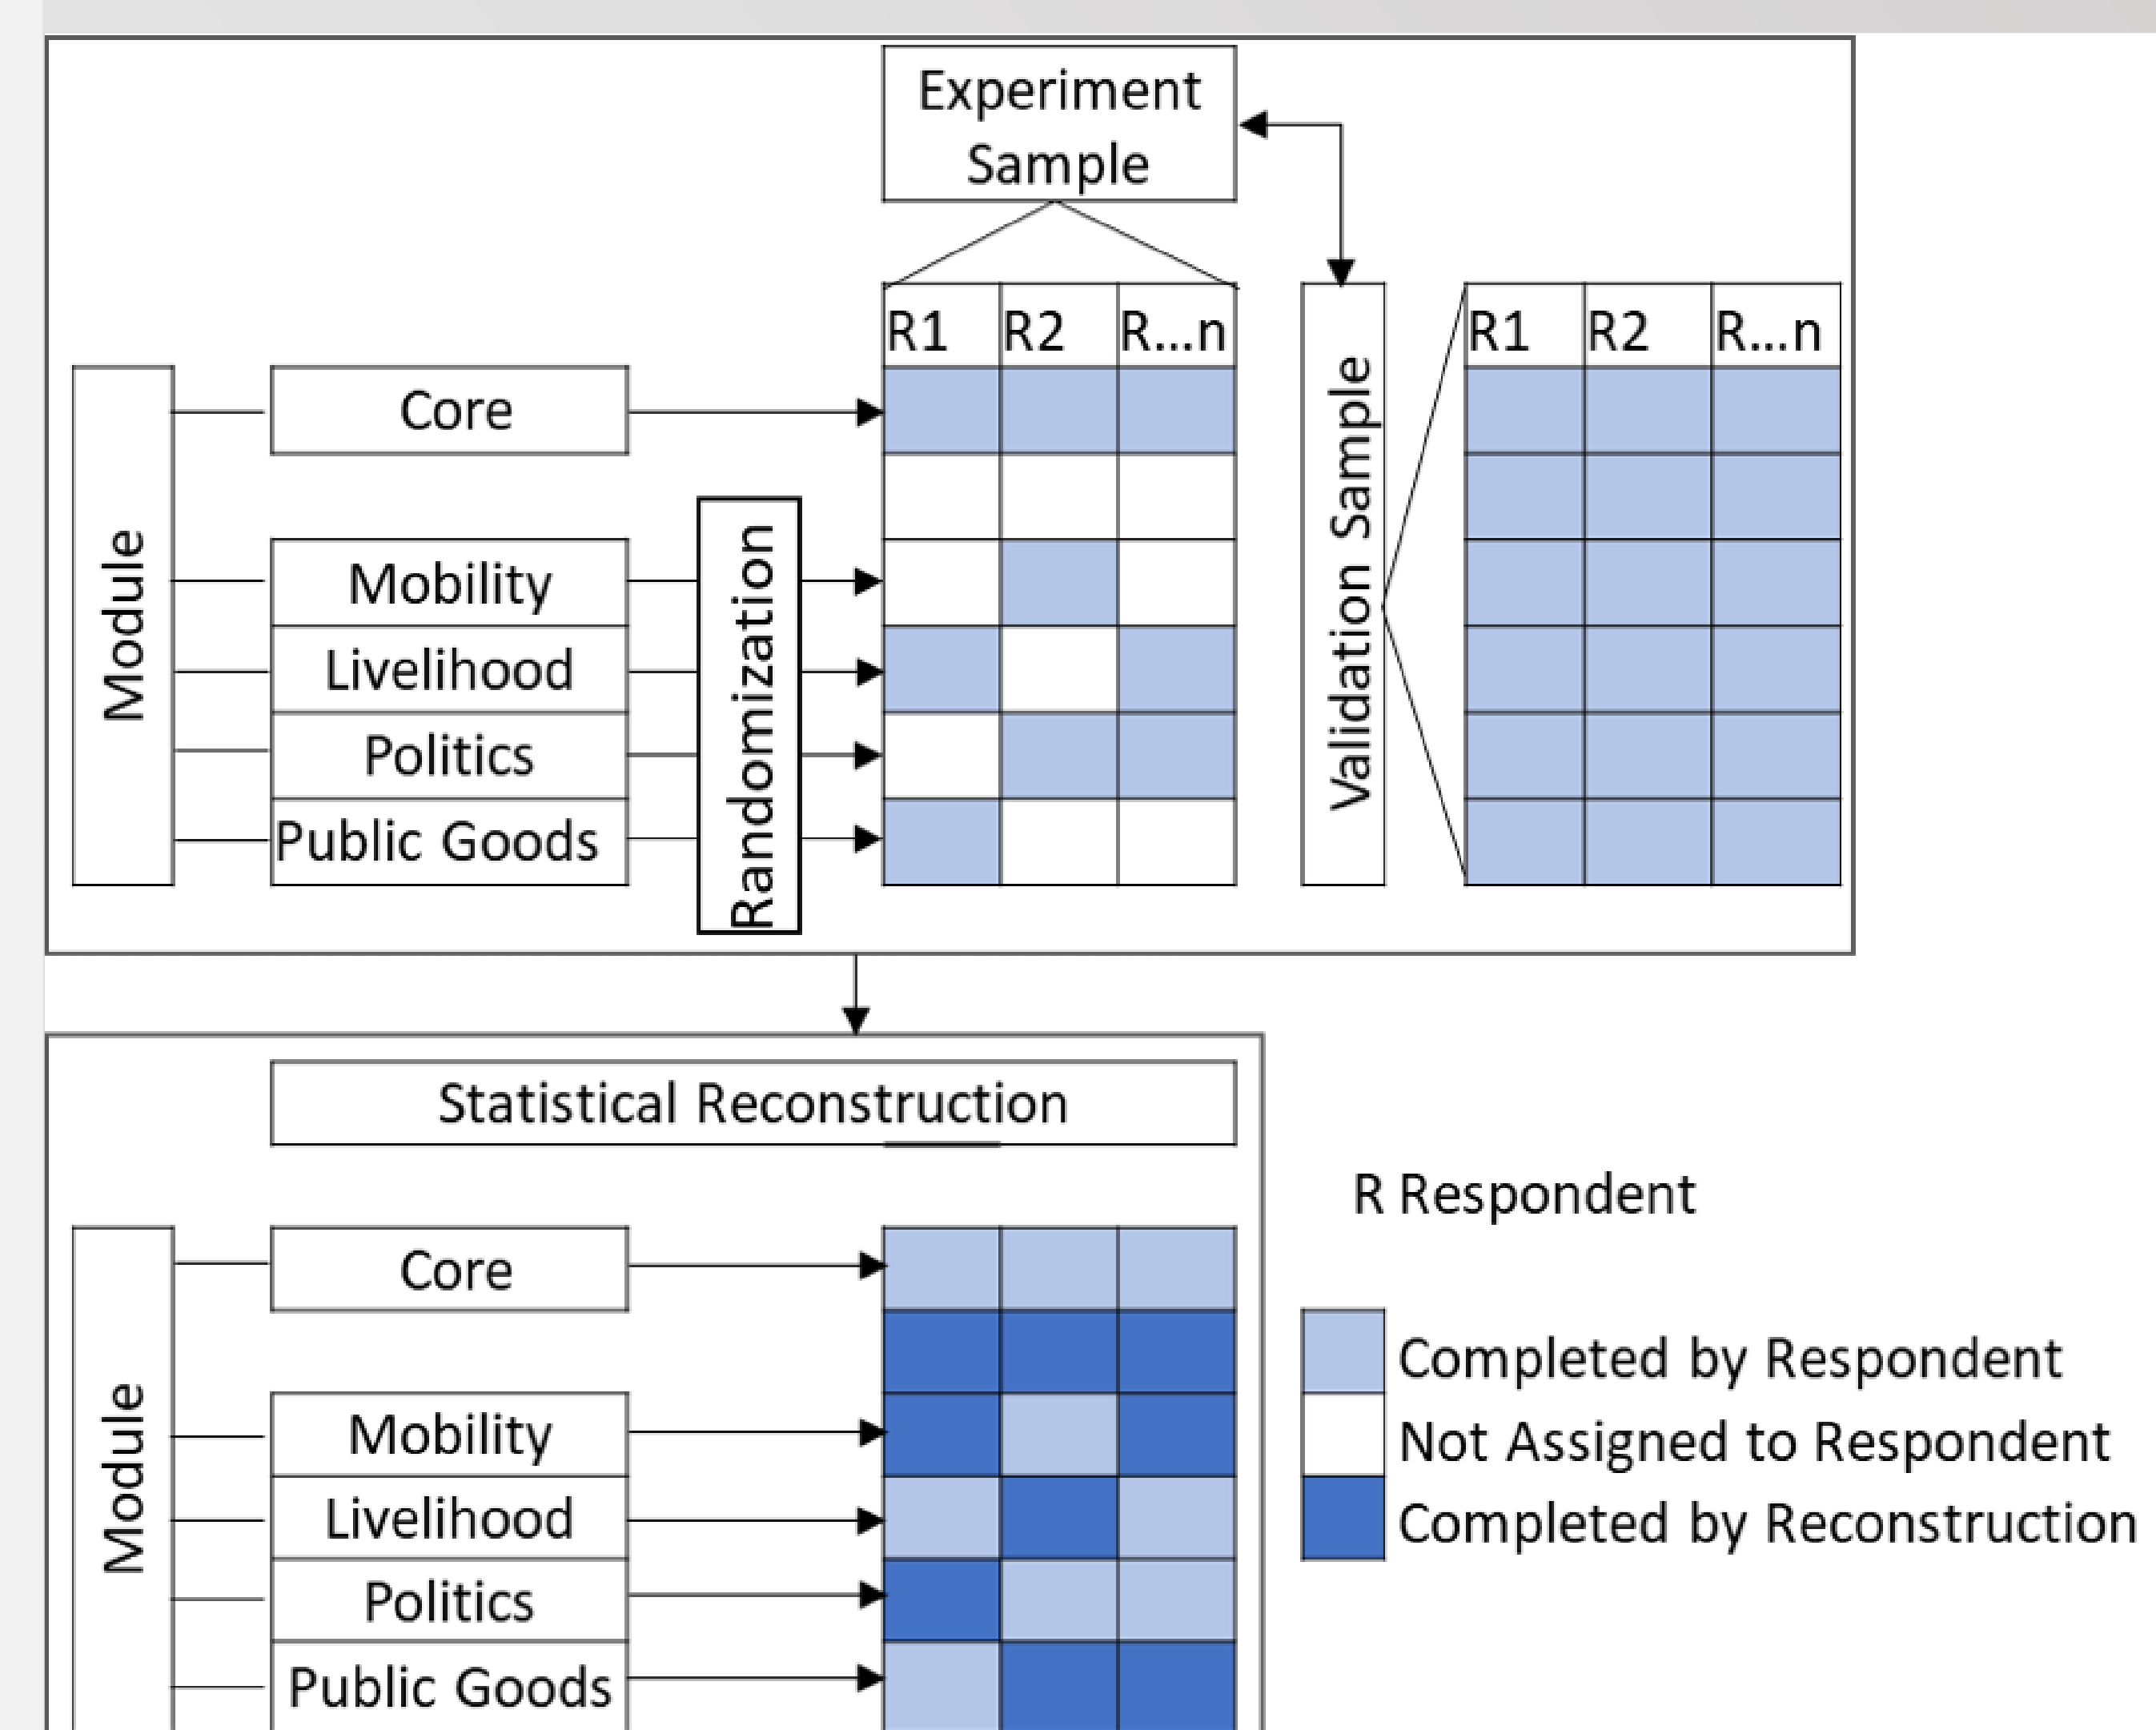 Experiment
Sample
R1 R2 R...n
R1 R2 R...n
Module
Core
Mobility
Livelihood
Politics
Public Goods
Randomization
Validation Sample
Statistical Reconstruction
Module
Core
Mobility
Livelihood
Politics
Public Goods
R Respondent
Completed by Respondent
Not Assigned to Respondent
Completed by Reconstruction